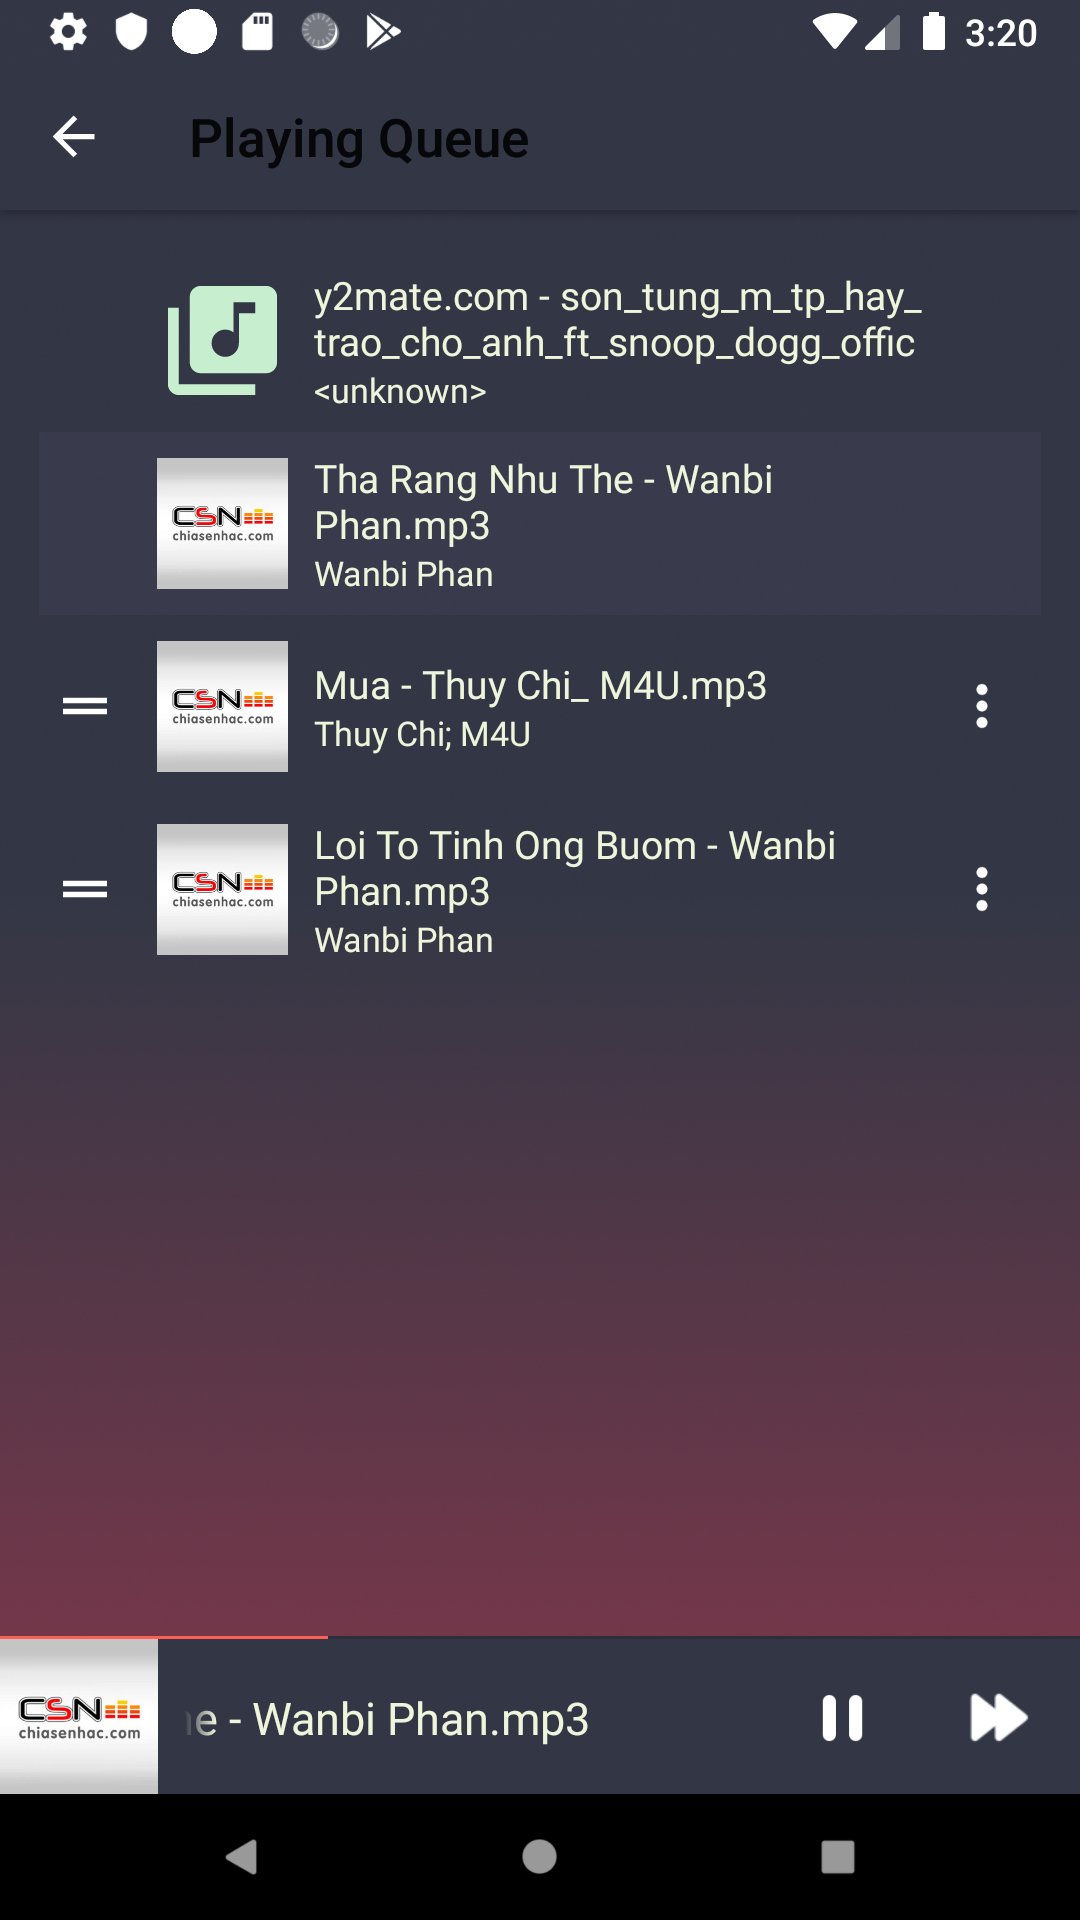 3:20
Playing Queue
y2mate.com - son_tung_m_tp_hay_
trao_cho_anh_ft_snoop_dogg_offic
<unknown>
CSN
chiasenhac.com
Tha Rang Nhu The - Wanbi
Phan.mp3
Wanbi Phan
CSN
chiasenhac.com
Mua - Thuy Chi_ M4U.mp3
Thuy Chi; M4U
CSN
chiasenhac.com
Loi To Tinh Ong Buom - Wanbi
Phan.mp3
Wanbi Phan
CSN
chiasenhac.com
e - Wanbi Phan.mp3